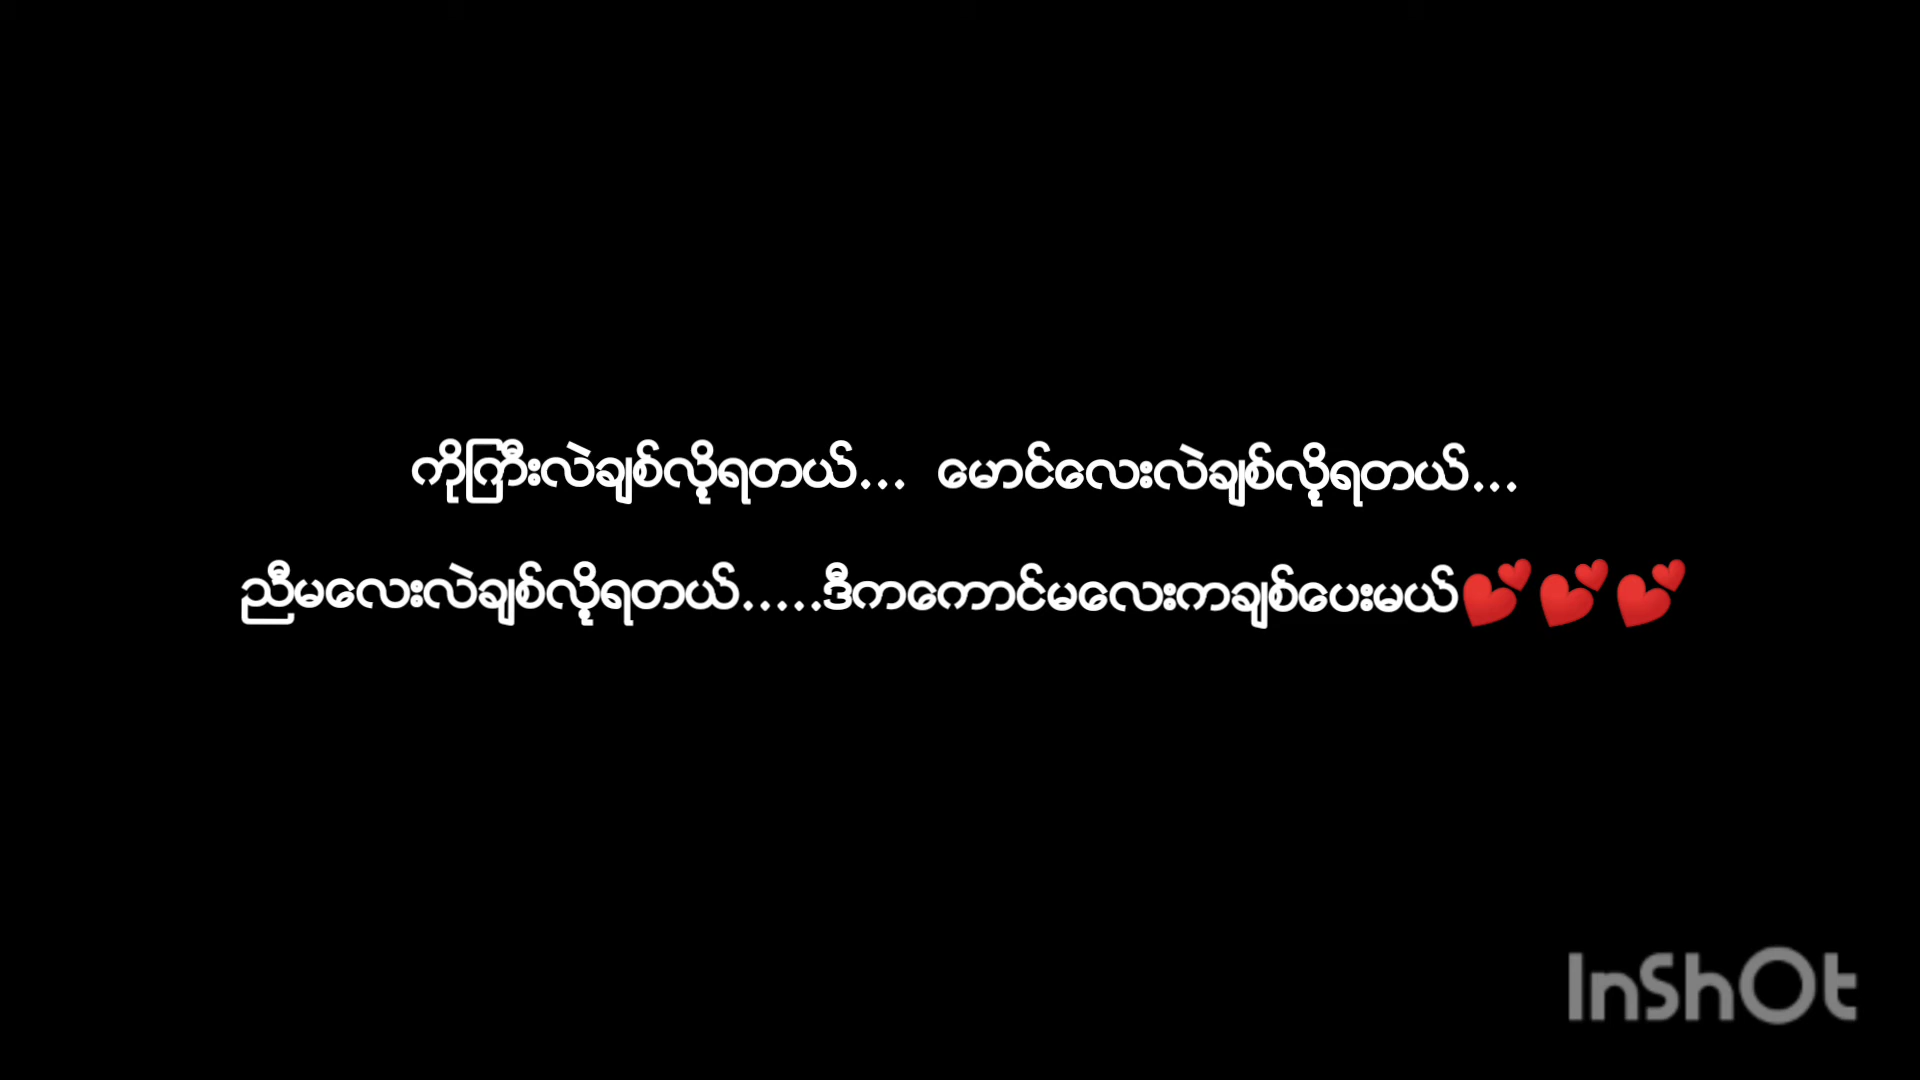 ကိုကြီးလဲချစ်လို့ရတယ်... မောင်လေးလဲချစ်လို့ရတယ်...
ညီမလေးလဲချစ်လို့ရတယ်.....ဒီကကောင်မလေးကချစ်ပေးမယ်💕💕💕
InShOt